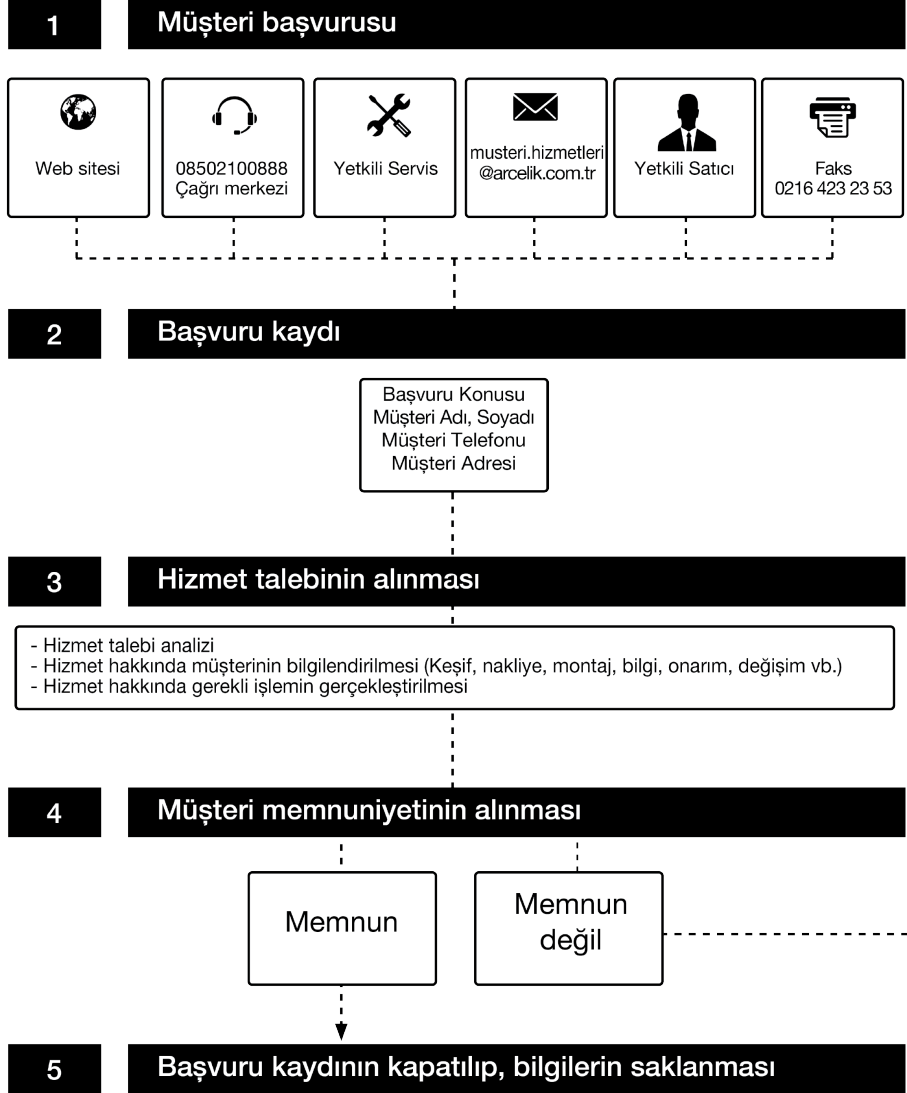 1 Müşteri başvurusu
Web sitesi
08502100888
Çağrı merkezi
Yetkili Servis
musteri.hizmetleri
@arcelik.com.tr
Yetkili Satıcı
Faks
0216 423 23 53
2 Başvuru kaydı
Başvuru Konusu
Müşteri Adı, Soyadı
Müşteri Telefonu
Müşteri Adresi
3 Hizmet talebinin alınması
- Hizmet talebi analizi
- Hizmet hakkında müşterinin bilgilendirilmesi (Keşif, nakliye, montaj, bilgi, onarım, değişim vb.)
- Hizmet hakkında gerekli işlemin gerçekleştirilmesi
4 Müşteri memnuniyetinin alınması
Memnun
Memnun
değil
5 Başvuru kaydının kapatılıp, bilgilerin saklanması